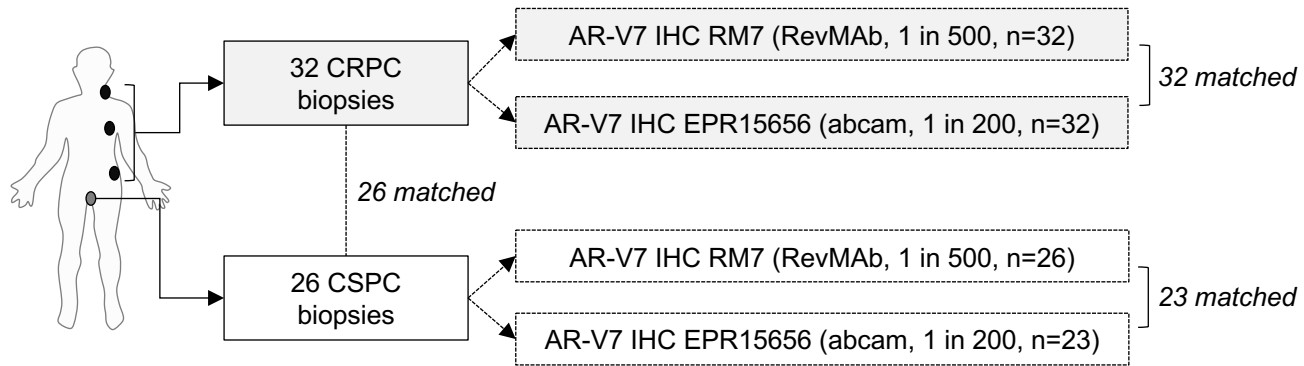 32 CRPC
biopsies
AR-V7 IHC RM7 (RevMAb, 1 in 500, n=32)
AR-V7 IHC EPR15656 (abcam, 1 in 200, n=32)
32 matched
26 matched
26 CSPC
biopsies
AR-V7 IHC RM7 (RevMAb, 1 in 500, n=26)
AR-V7 IHC EPR15656 (abcam, 1 in 200, n=23)
23 matched